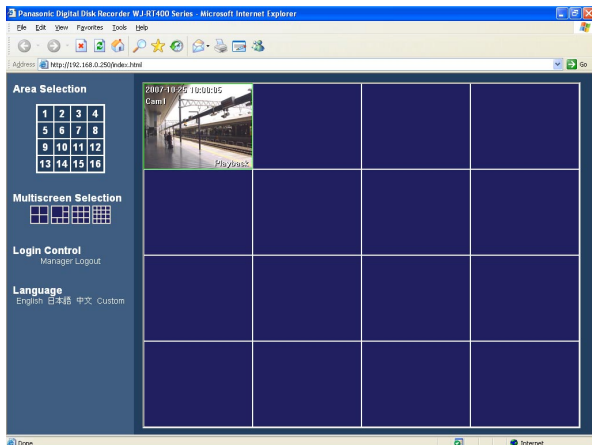 Panasonic Digital Disk Recorder WJ-RT400 Series - Microsoft Internet Explorer
File Edit View Favorites Tools Help
Address http://192.168.0.250/index.html Go
Area Selection
1 2 3 4
5 6 7 8
9 10 11 12
13 14 15 16
Multiscreen Selection
Login Control
Manager Logout
Language
English 日本語 中文 Custom
2007-10-25 10:00:05
Cam1
Playback
Done Internet